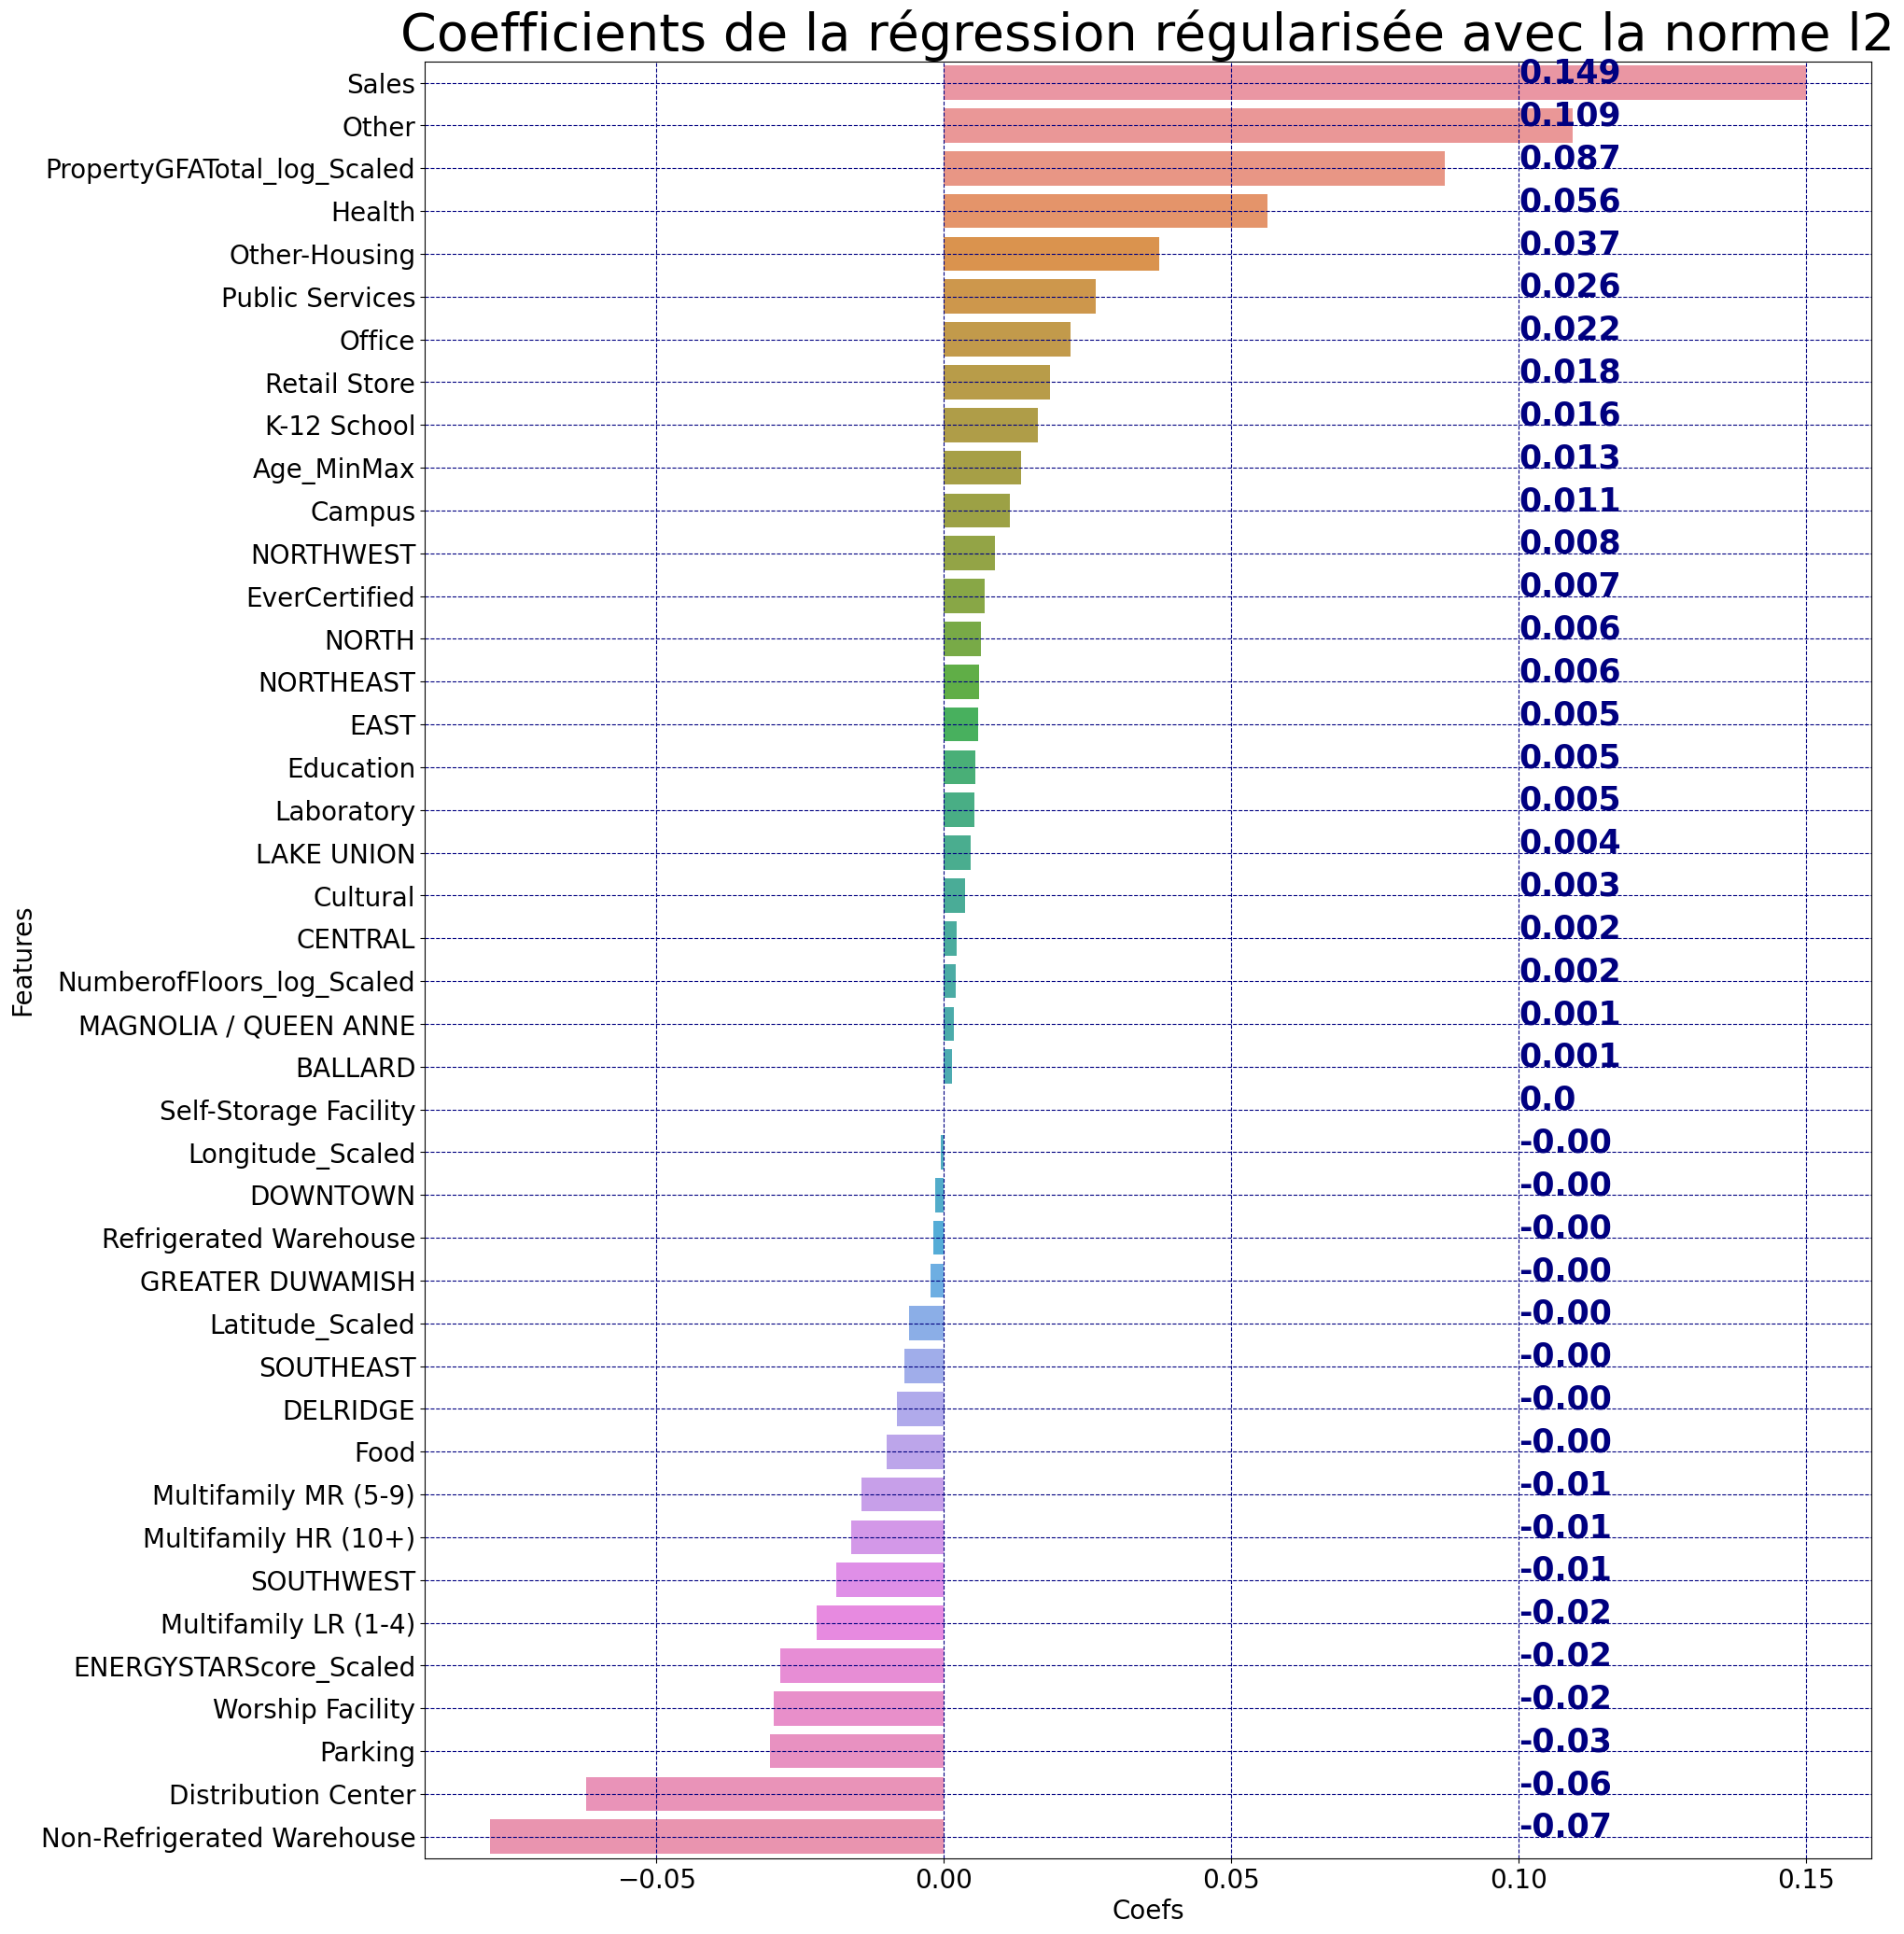 Coefficients de la régression régularisée avec la norme l2
Sales 0.149
Other 0.109
PropertyGFATotal_log_Scaled 0.087
Health 0.056
Other-Housing 0.037
Public Services 0.026
Office 0.022
Retail Store 0.018
K-12 School 0.016
Age_MinMax 0.013
Campus 0.011
NORTHWEST 0.008
EverCertified 0.007
NORTH 0.006
NORTHEAST 0.006
EAST 0.005
Education 0.005
Laboratory 0.005
LAKE UNION 0.004
Cultural 0.003
CENTRAL 0.002
NumberofFloors_log_Scaled 0.002
MAGNOLIA / QUEEN ANNE 0.001
BALLARD 0.001
Self-Storage Facility 0.0
Longitude_Scaled -0.00
DOWNTOWN -0.00
Refrigerated Warehouse -0.00
GREATER DUWAMISH -0.00
Latitude_Scaled -0.00
SOUTHEAST -0.00
DELRIDGE -0.00
Food -0.00
Multifamily MR (5-9) -0.01
Multifamily HR (10+) -0.01
SOUTHWEST -0.01
Multifamily LR (1-4) -0.02
ENERGYSTARScore_Scaled -0.02
Worship Facility -0.02
Parking -0.03
Distribution Center -0.06
Non-Refrigerated Warehouse -0.07
Features
−0.05 0.00 0.05 0.10 0.15
Coefs